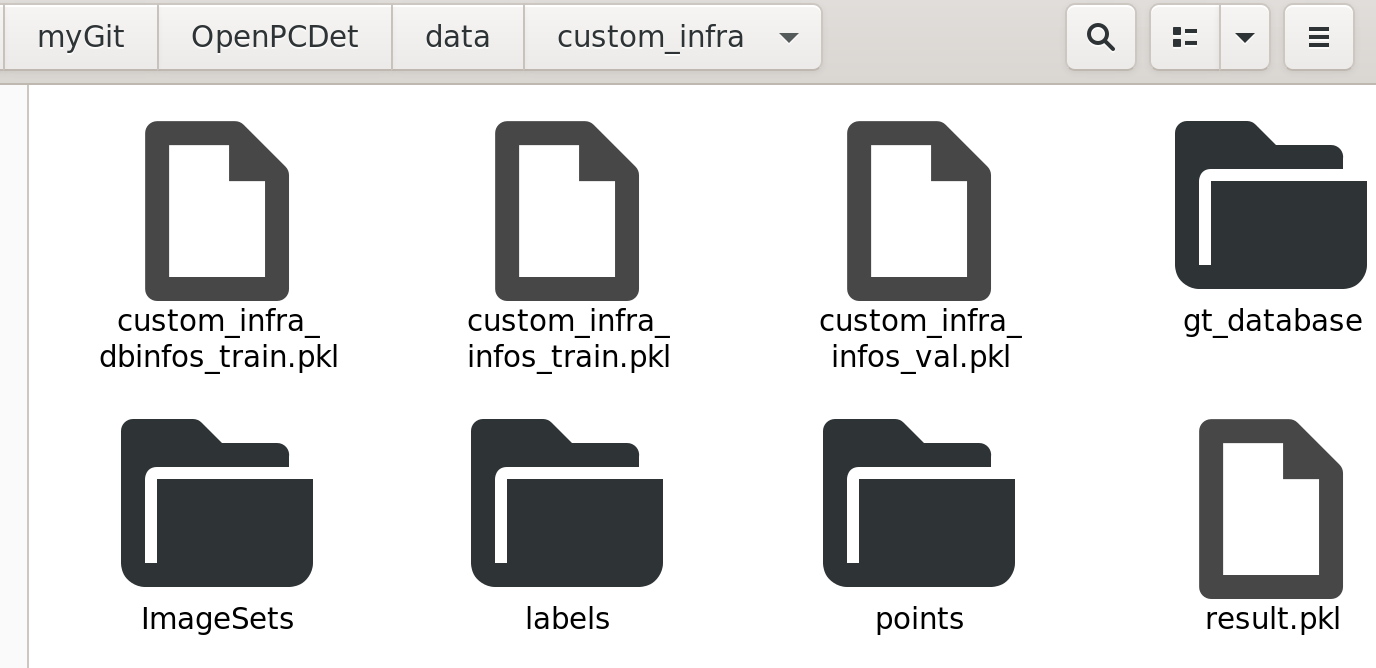 myGit OpenPCDet data custom_infra
custom_infra_
dbinfos_train.pkl
custom_infra_
infos_train.pkl
custom_infra_
infos_val.pkl
gt_database
ImageSets
labels
points
result.pkl